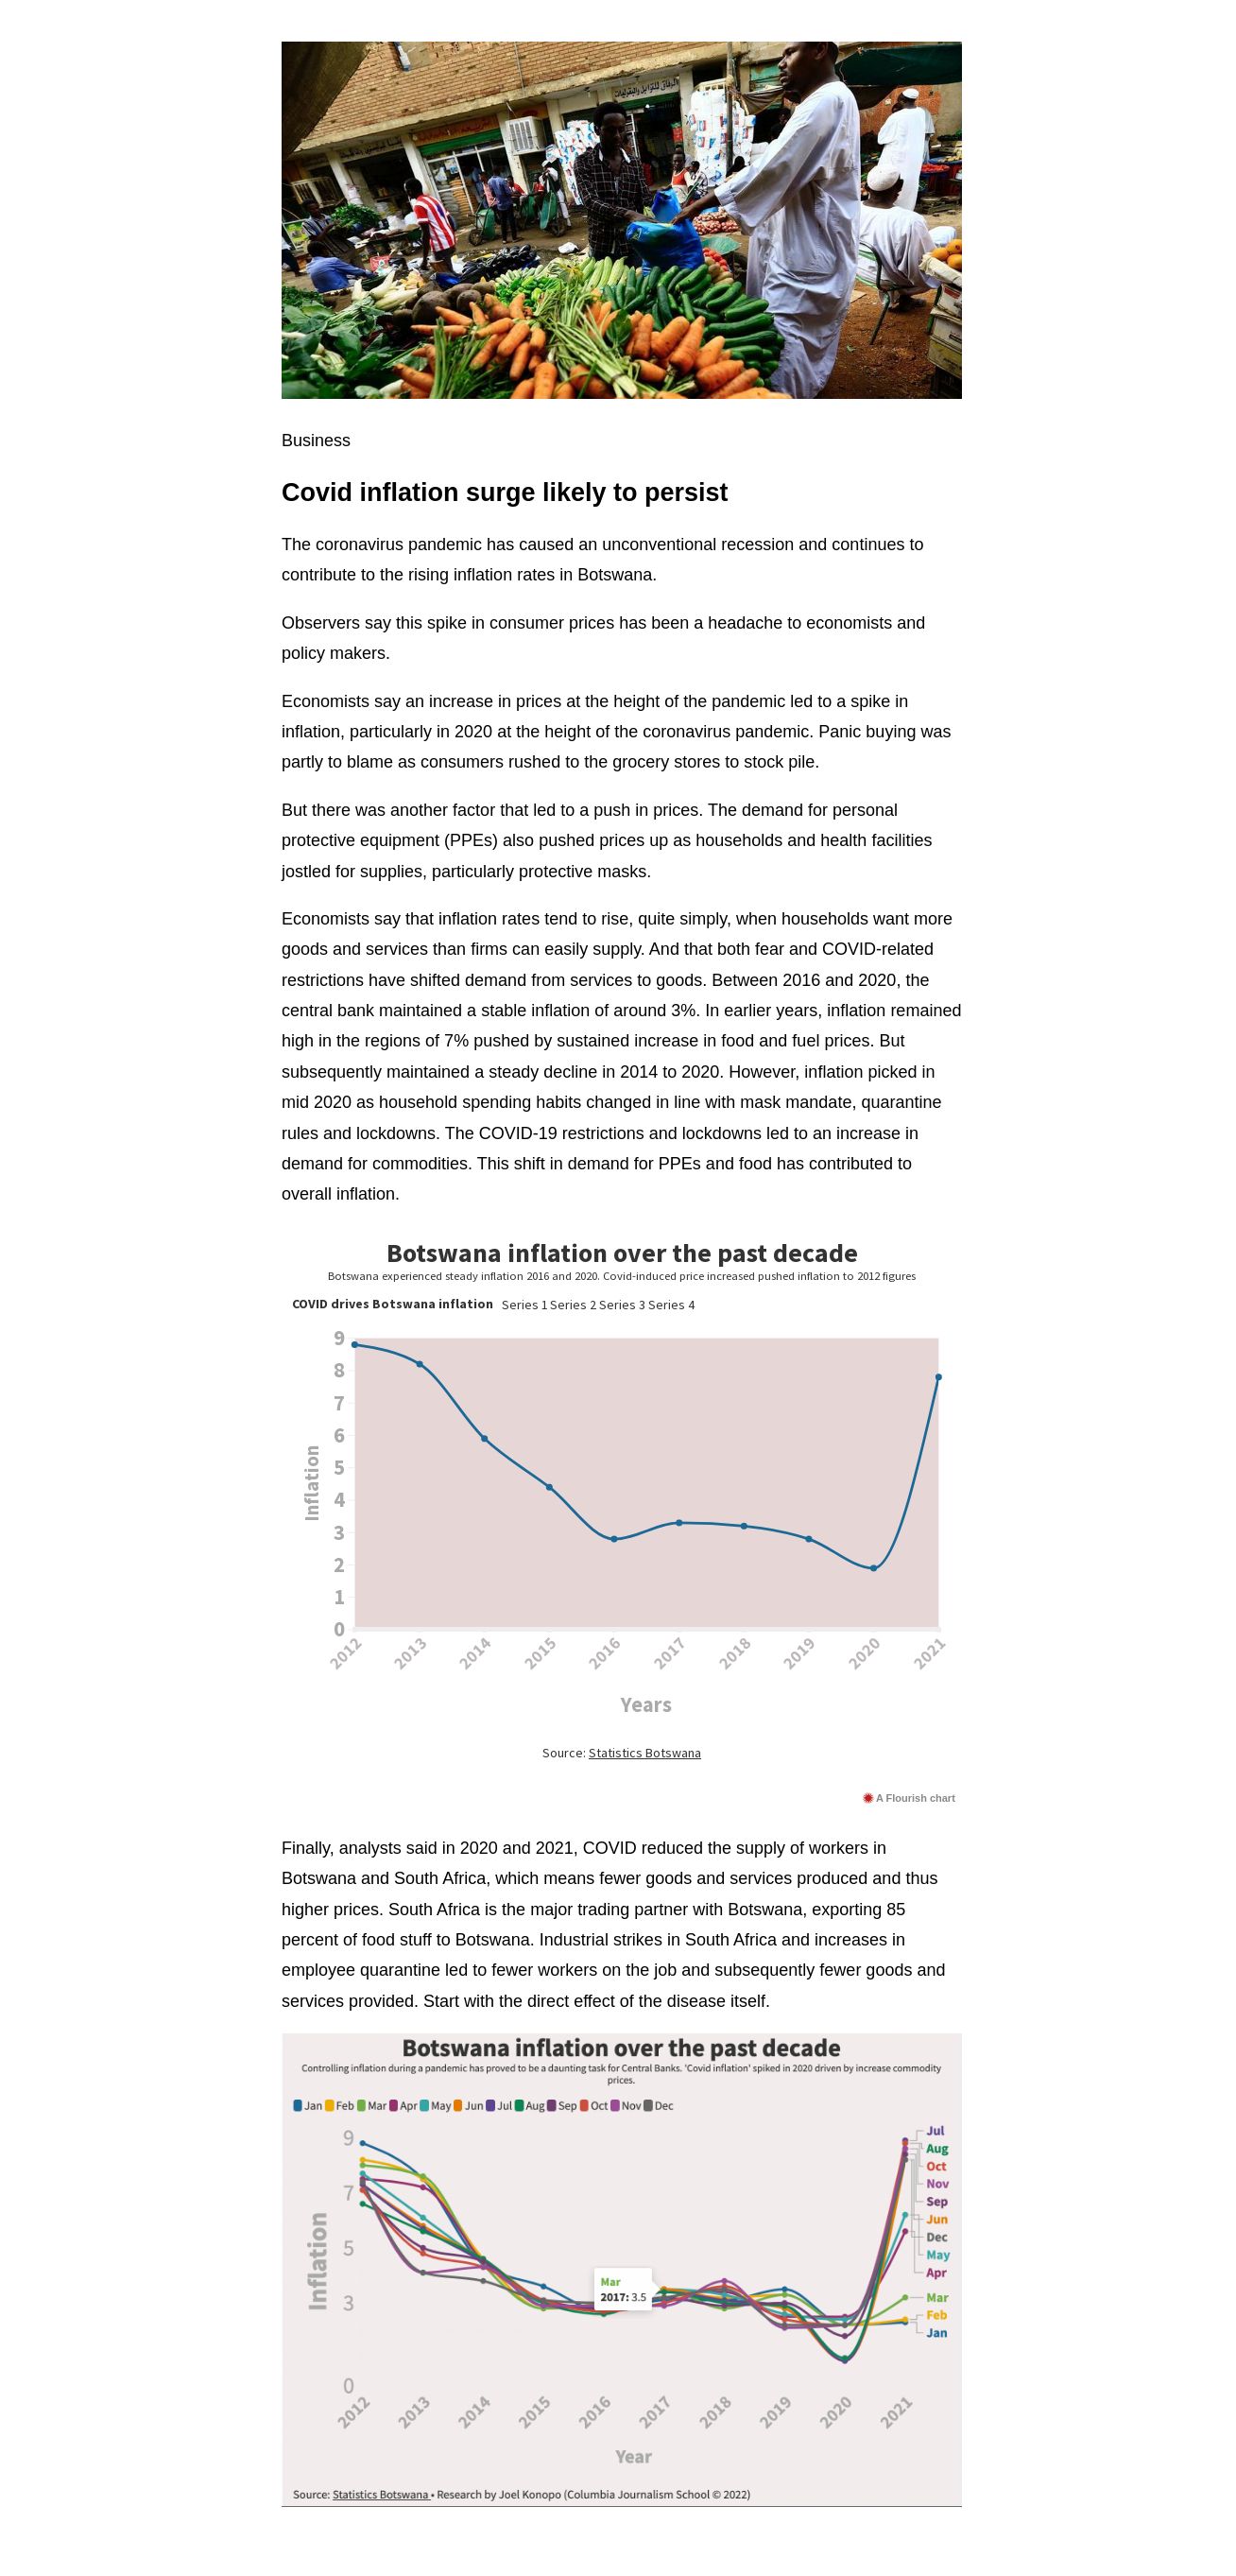 Business
Covid inflation surge likely to persist
The coronavirus pandemic has caused an unconventional recession and continues to
contribute to the rising inflation rates in Botswana.
Observers say this spike in consumer prices has been a headache to economists and
policy makers.
Economists say an increase in prices at the height of the pandemic led to a spike in
inflation, particularly in 2020 at the height of the coronavirus pandemic. Panic buying was
partly to blame as consumers rushed to the grocery stores to stock pile.
But there was another factor that led to a push in prices. The demand for personal
protective equipment (PPEs) also pushed prices up as households and health facilities
jostled for supplies, particularly protective masks.
Economists say that inflation rates tend to rise, quite simply, when households want more
goods and services than firms can easily supply. And that both fear and COVID-related
restrictions have shifted demand from services to goods. Between 2016 and 2020, the
central bank maintained a stable inflation of around 3%. In earlier years, inflation remained
high in the regions of 7% pushed by sustained increase in food and fuel prices. But
subsequently maintained a steady decline in 2014 to 2020. However, inflation picked in
mid 2020 as household spending habits changed in line with mask mandate, quarantine
rules and lockdowns. The COVID-19 restrictions and lockdowns led to an increase in
demand for commodities. This shift in demand for PPEs and food has contributed to
overall inflation.
Botswana inflation over the past decade
Botswana experienced steady inflation 2016 and 2020. Covid-induced price increased pushed inflation to 2012 figures
COVID drives Botswana inflation Series 1 Series 2 Series 3 Series 4
9
8
7
6
5
4
3
2
1
0
Inflation
2012 2013 2014 2015 2016 2017 2018 2019 2020 2021
Years
Source: Statistics Botswana
A Flourish chart
Finally, analysts said in 2020 and 2021, COVID reduced the supply of workers in
Botswana and South Africa, which means fewer goods and services produced and thus
higher prices. South Africa is the major trading partner with Botswana, exporting 85
percent of food stuff to Botswana. Industrial strikes in South Africa and increases in
employee quarantine led to fewer workers on the job and subsequently fewer goods and
services provided. Start with the direct effect of the disease itself.
Botswana inflation over the past decade
Controlling inflation during a pandemic has proved to be a daunting task for Central Banks. 'Covid inflation' spiked in 2020 driven by increase commodity
prices.
Jan Feb Mar Apr May Jun Jul Aug Sep Oct Nov Dec
9
7
5
3
0
Inflation
Mar
2017: 3.5
Jul
Aug
Oct
Nov
Sep
Jun
Dec
May
Apr
Mar
Feb
Jan
2012 2013 2014 2015 2016 2017 2018 2019 2020 2021
Year
Source: Statistics Botswana • Research by Joel Konopo (Columbia Journalism School © 2022)